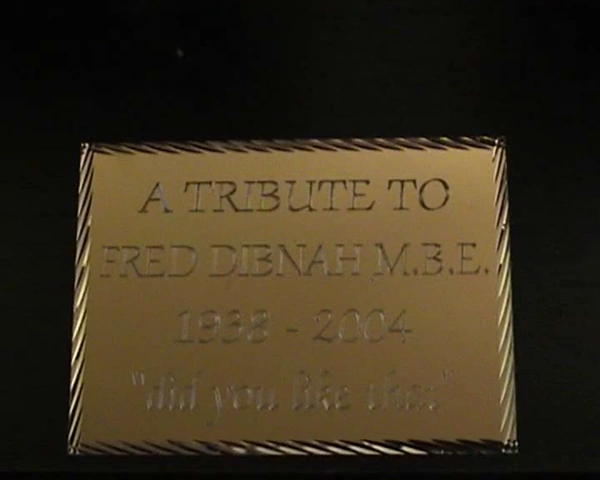 A TRIBUTE TO
FRED DIBNAH M.B.E.
1938 - 2004
"did you like that"